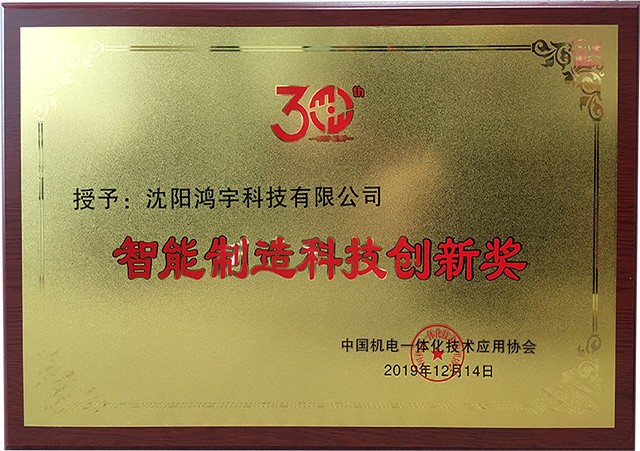 30th
授予：沈阳鸿宇科技有限公司
智能制造科技创新奖
中国机电一体化技术应用协会
2019年12月14日